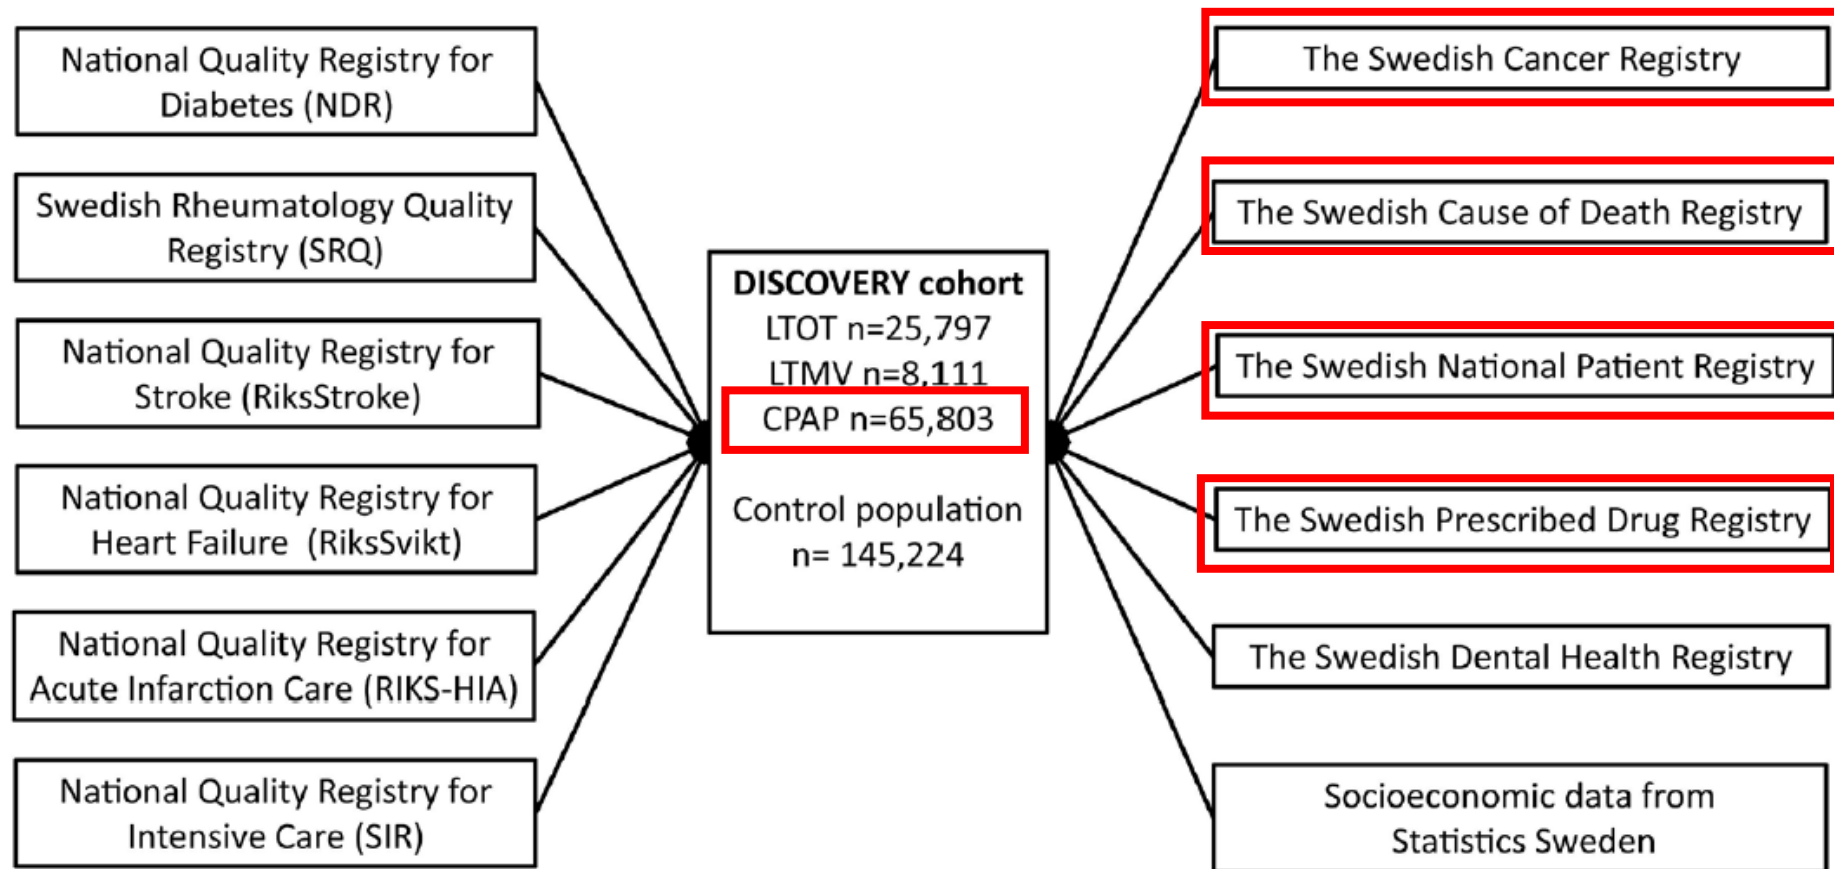 National Quality Registry for
Diabetes (NDR)
Swedish Rheumatology Quality
Registry (SRQ)
National Quality Registry for
Stroke (RiksStroke)
National Quality Registry for
Heart Failure (RiksSvikt)
National Quality Registry for
Acute Infarction Care (RIKS-HIA)
National Quality Registry for
Intensive Care (SIR)
DISCOVERY cohort
LTOT n=25,797
LTMV n=8,111
CPAP n=65,803
Control population
n= 145,224
The Swedish Cancer Registry
The Swedish Cause of Death Registry
The Swedish National Patient Registry
The Swedish Prescribed Drug Registry
The Swedish Dental Health Registry
Socioeconomic data from
Statistics Sweden